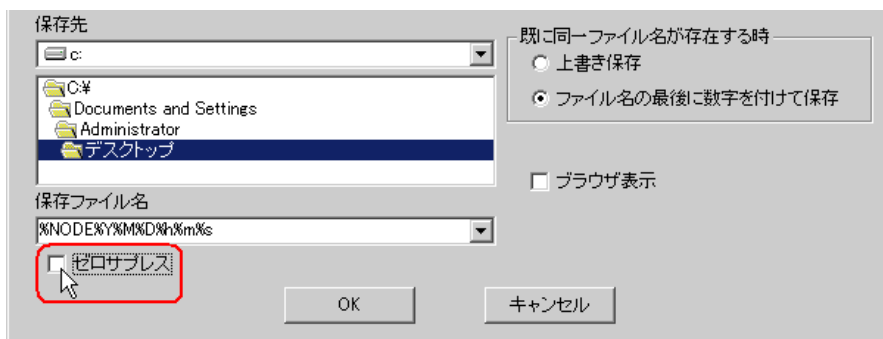 保存先
c:
C:¥
Documents and Settings
Administrator
デスクトップ
保存ファイル名
%NODE%Y%M%D%h%m%s
ゼロサプレス
既に同一ファイル名が存在する時
上書き保存
ファイル名の最後に数字を付けて保存
ブラウザ表示
OK
キャンセル